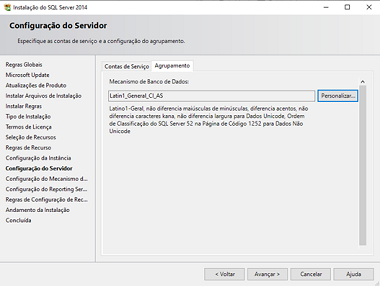 Instalação do SQL Server 2014
Configuração do Servidor
Especifique as contas de serviço e a configuração do agrupamento.
Regras Globais
Microsoft Update
Atualizações de Produto
Instalar Arquivos de Instalação
Instalar Regras
Tipo de Instalação
Termos de Licença
Seleção de Recursos
Regras de Recurso
Configuração da Instância
Configuração do Servidor
Configuração do Mecanismo d...
Configuração do Reporting Ser...
Regras de Configuração de Rec...
Andamento da Instalação
Concluída
Contas de Serviço Agrupamento
Mecanismo de Banco de Dados:
Latin1_General_CI_AS Personalizar...
Latino1-Geral, não diferencia maiúsculas de minúsculas, diferencia acentos, não
diferencia caracteres kana, não diferencia largura para Dados Unicode, Ordem
de Classificação do SQL Server 52 na Página de Código 1252 para Dados Não
Unicode
< Voltar Avançar > Cancelar Ajuda